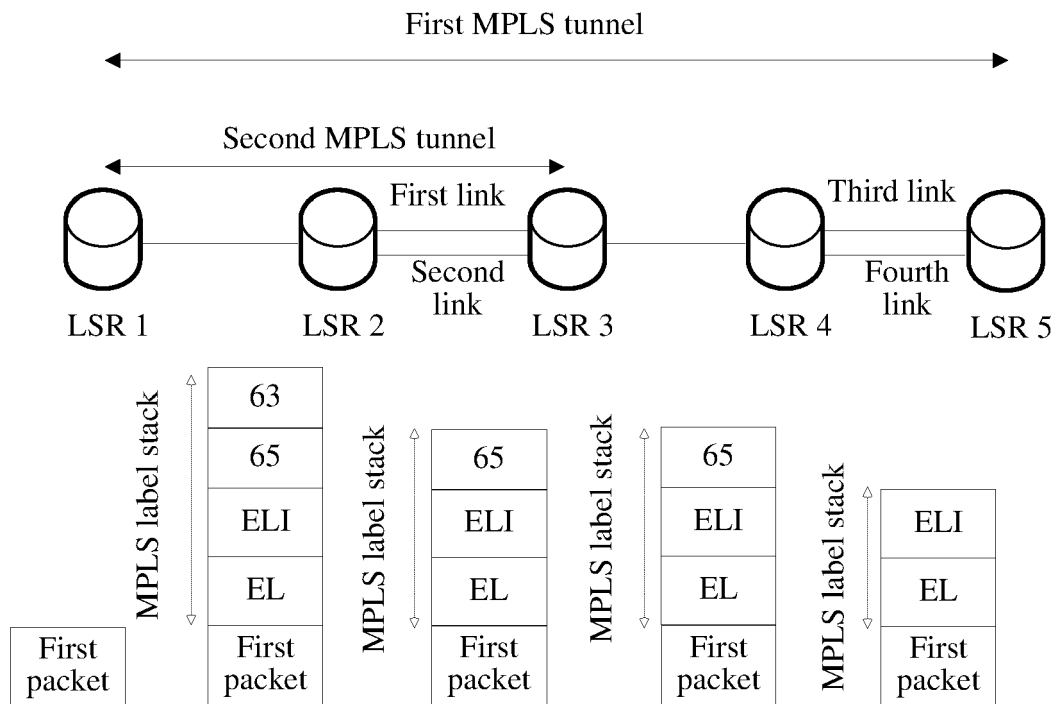 First MPLS tunnel
Second MPLS tunnel
First link
Third link
Second
link
Fourth
link
LSR 1
LSR 2
LSR 3
LSR 4
LSR 5
MPLS label stack
63
65
ELI
EL
First
packet
First
packet
MPLS label stack
65
ELI
EL
First
packet
MPLS label stack
65
ELI
EL
First
packet
MPLS label stack
ELI
EL
First
packet